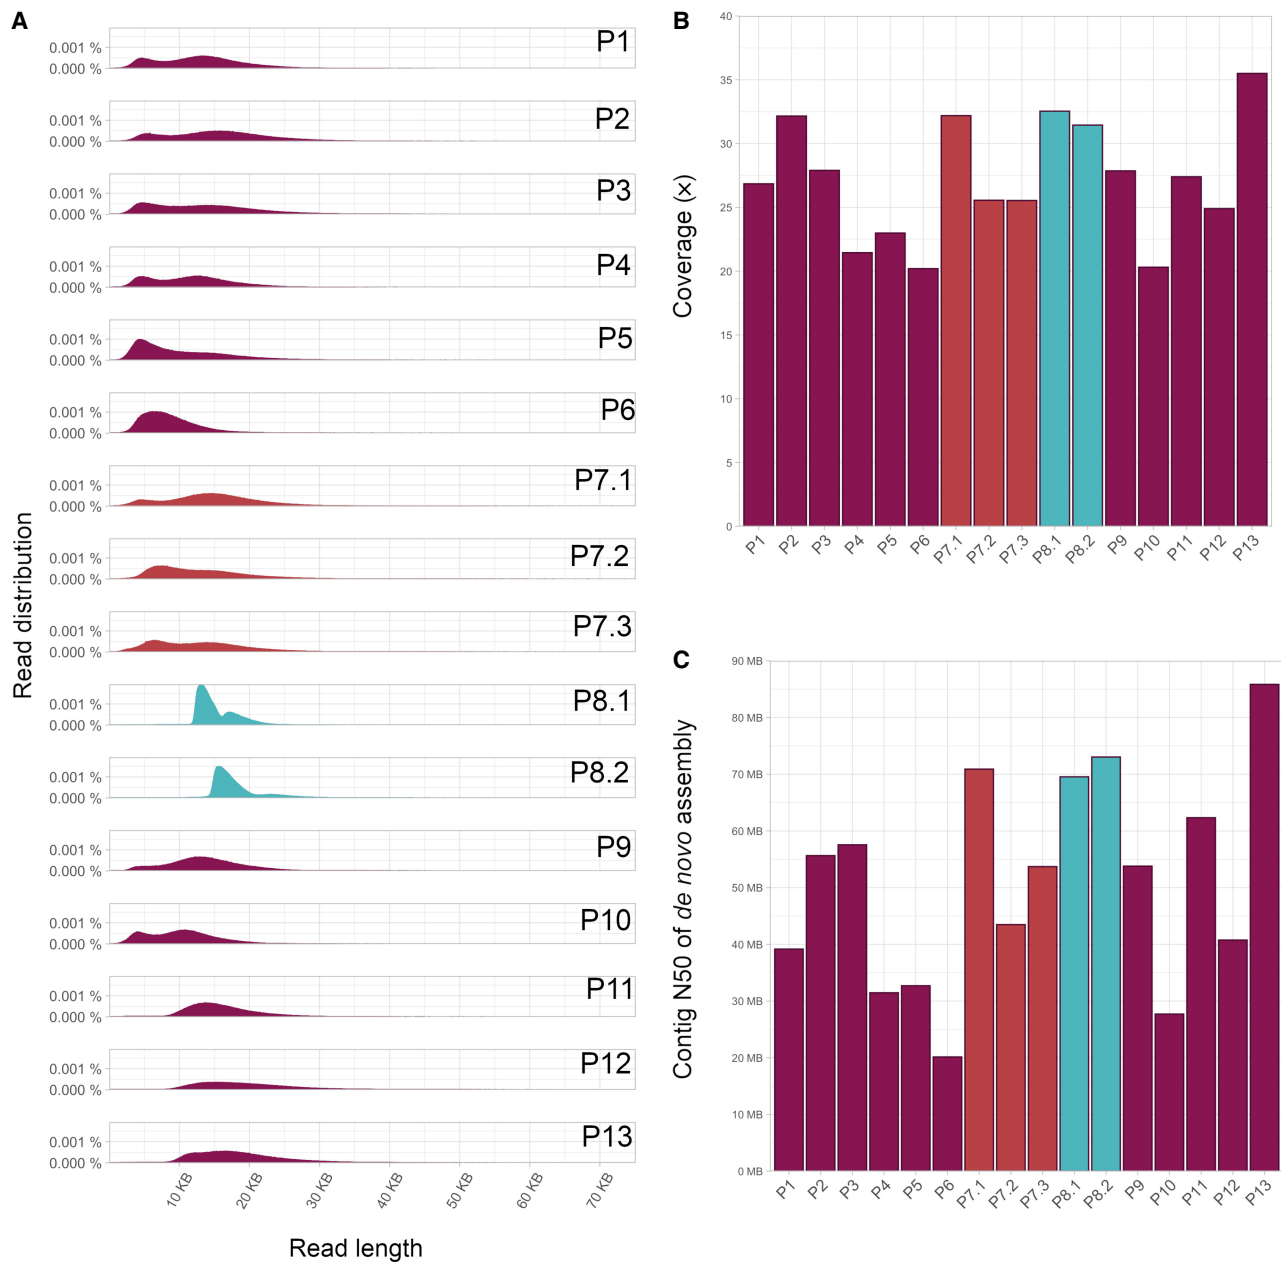 A
Read distribution
0.001 %
0.000 %
P1
0.001 %
0.000 %
P2
0.001 %
0.000 %
P3
0.001 %
0.000 %
P4
0.001 %
0.000 %
P5
0.001 %
0.000 %
P6
0.001 %
0.000 %
P7.1
0.001 %
0.000 %
P7.2
0.001 %
0.000 %
P7.3
0.001 %
0.000 %
P8.1
0.001 %
0.000 %
P8.2
0.001 %
0.000 %
P9
0.001 %
0.000 %
P10
0.001 %
0.000 %
P11
0.001 %
0.000 %
P12
0.001 %
0.000 %
P13
10 KB 20 KB 30 KB 40 KB 50 KB 60 KB 70 KB
Read length
B
Coverage (×)
40
35
30
25
20
15
10
5
0
P1 P2 P3 P4 P5 P6 P7.1 P7.2 P7.3 P8.1 P8.2 P9 P10 P11 P12 P13
C
Contig N50 of de novo assembly
90 MB
80 MB
70 MB
60 MB
50 MB
40 MB
30 MB
20 MB
10 MB
0 MB
P1 P2 P3 P4 P5 P6 P7.1 P7.2 P7.3 P8.1 P8.2 P9 P10 P11 P12 P13